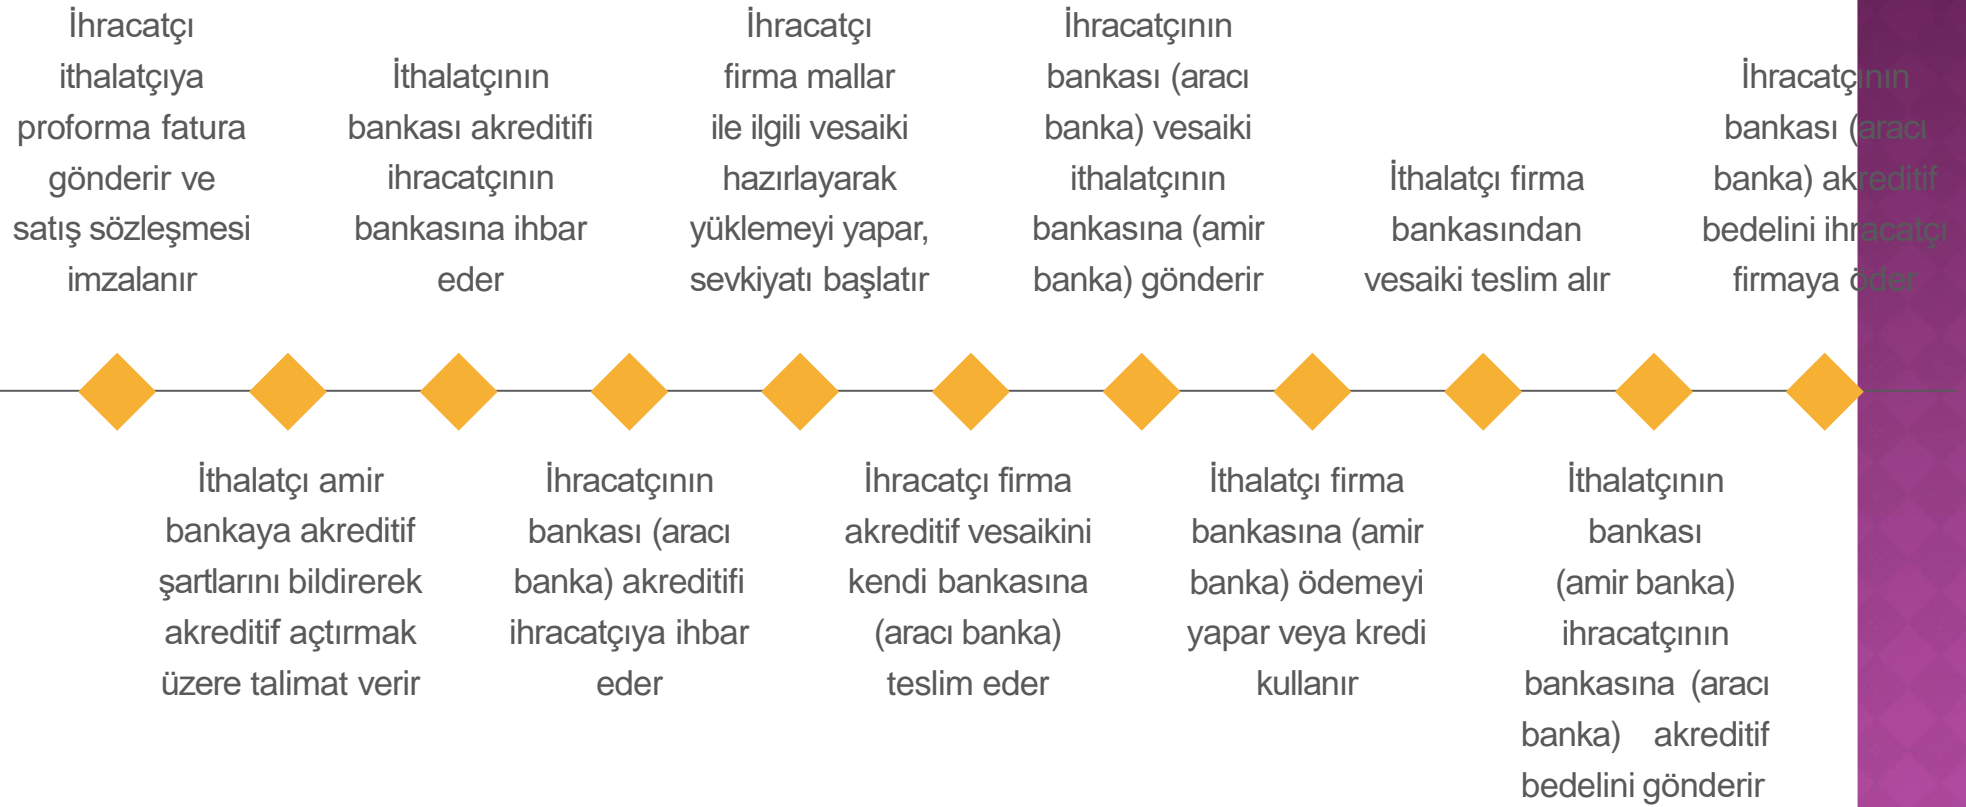 İhracatçı
ithalatçıya
proforma fatura
gönderir ve
satış sözleşmesi
imzalanır
İthalatçı amir
bankaya akreditif
şartlarını bildirerek
akreditif açtırmak
üzere talimat verir
İthalatçının
bankası akreditifi
ihracatçının
bankasına ihbar
eder
İhracatçının
bankası (aracı
banka) akreditifi
ihracatçıya ihbar
eder
İhracatçı
firma mallar
ile ilgili vesaiki
hazırlayarak
yüklemeyi yapar,
sevkiyatı başlatır
İhracatçı firma
akreditif vesaikini
kendi bankasına
(aracı banka)
teslim eder
İhracatçının
bankası (aracı
banka) vesaiki
ithalatçının
bankasına (amir
banka) gönderir
İthalatçı firma
bankasına (amir
banka) ödemeyi
yapar veya kredi
kullanır
İthalatçı firma
bankasından
vesaiki teslim alır
İthalatçının
bankası
(amir banka)
ihracatçının
bankasına (aracı
banka) akreditif
bedelini gönderir
İhracatçının
bankası (aracı
banka) akreditif
bedelini ihracatçı
firmaya öder